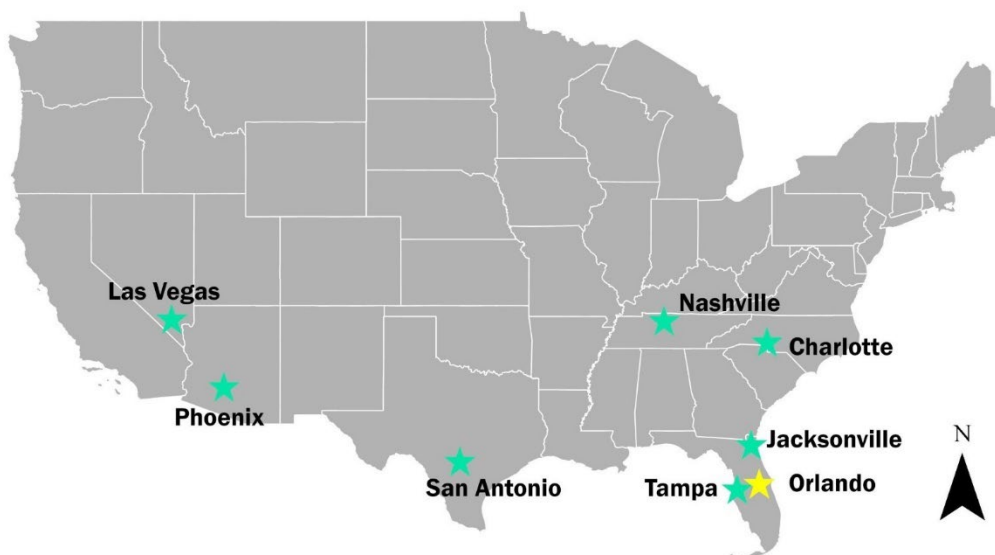 Las Vegas
Nashville
Charlotte
Phoenix
Jacksonville
N
San Antonio
Tampa
Orlando